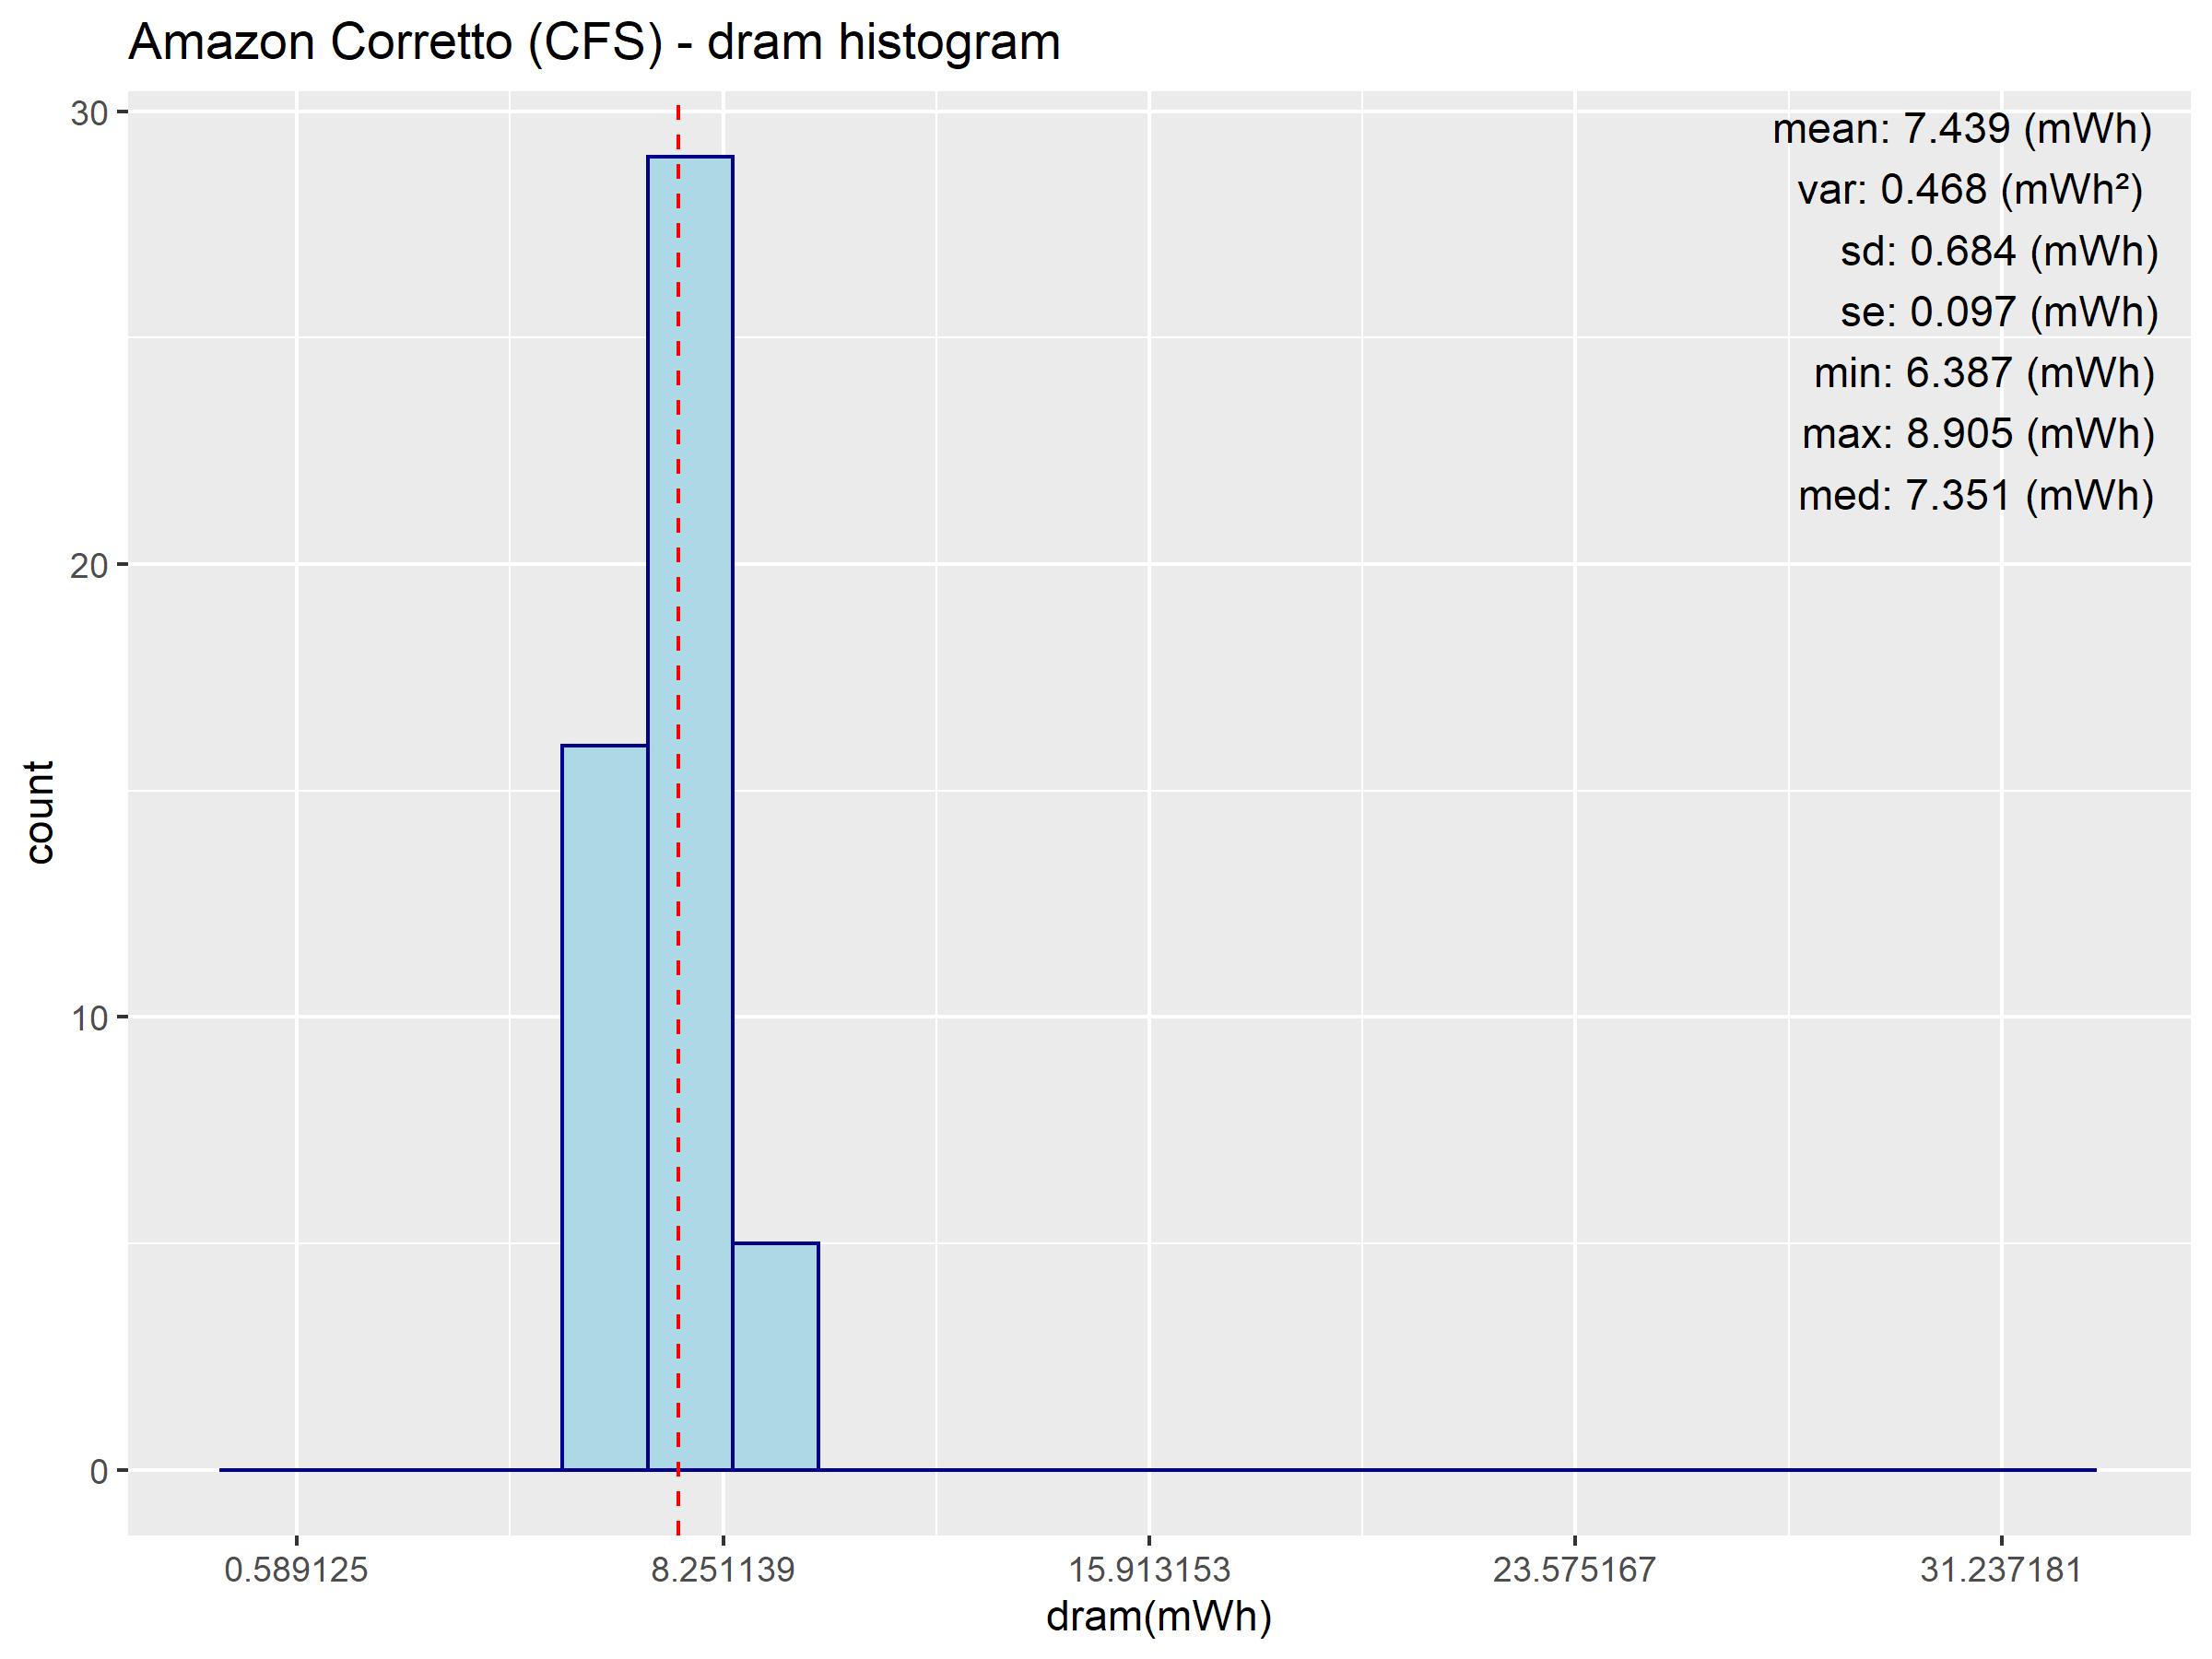 Amazon Corretto (CFS) - dram histogram
30
20
10
0
count
mean: 7.439 (mWh)
var: 0.468 (mWh²)
sd: 0.684 (mWh)
se: 0.097 (mWh)
min: 6.387 (mWh)
max: 8.905 (mWh)
med: 7.351 (mWh)
0.589125 8.251139 15.913153 23.575167 31.237181
dram(mWh)